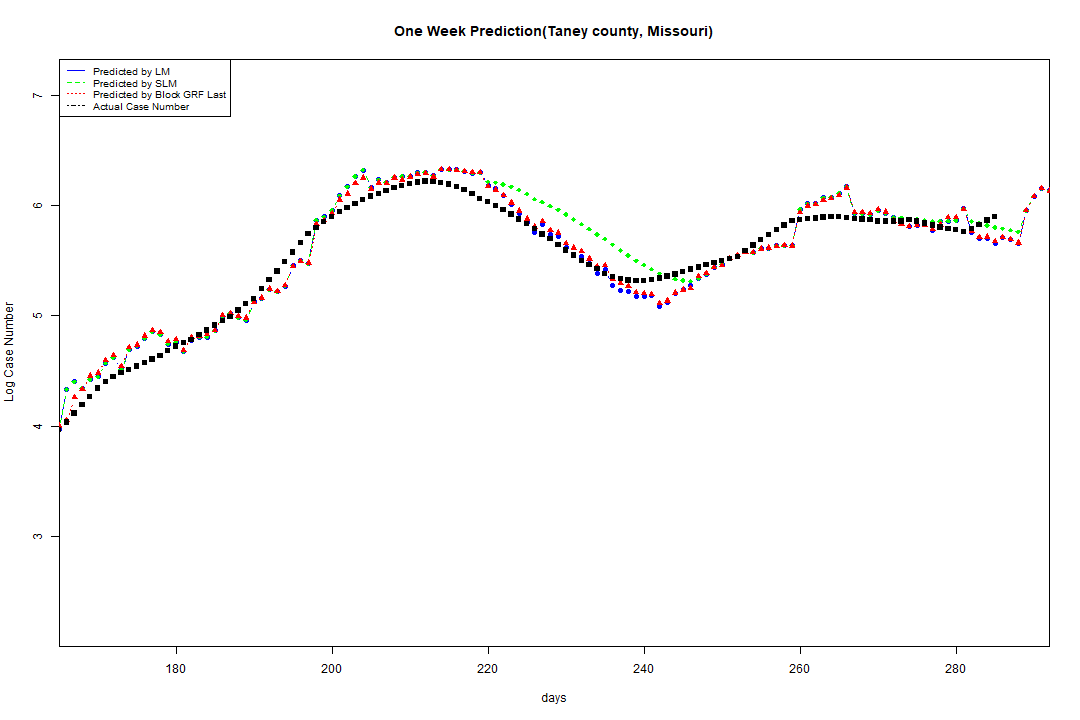 One Week Prediction(Taney county, Missouri)
Predicted by LM
Predicted by SLM
Predicted by Block GRF Last
Actual Case Number
7
6
5
4
3
Log Case Number
180 200 220 240 260 280
days